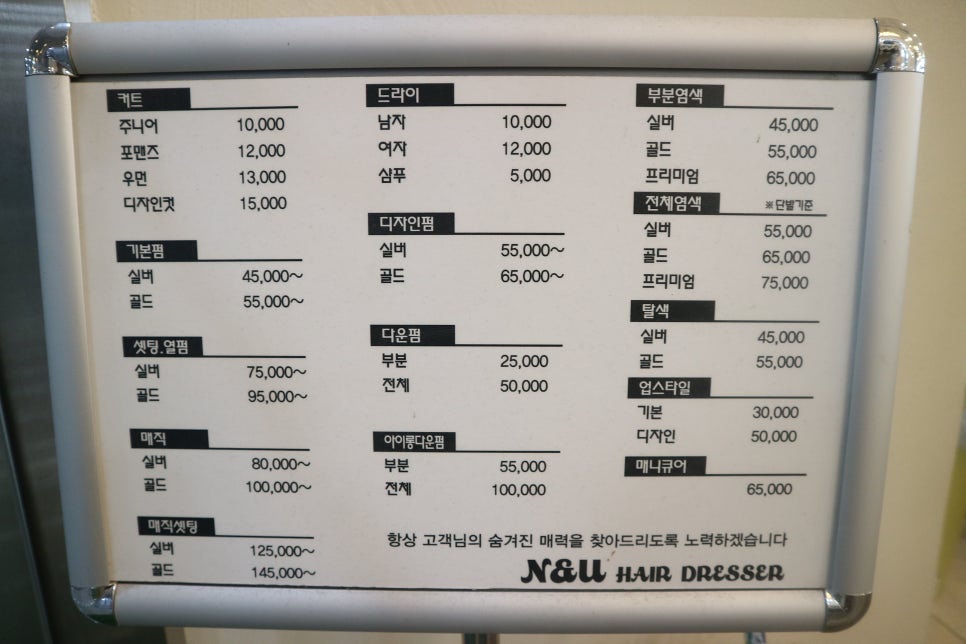 커트
주니어 10,000
포맨즈 12,000
우먼 13,000
디자인컷 15,000
기본펌
실버 45,000~
골드 55,000~
셋팅.열펌
실버 75,000~
골드 95,000~
매직
실버 80,000~
골드 100,000~
매직셋팅
실버 125,000~
골드 145,000~
드라이
남자 10,000
여자 12,000
샴푸 5,000
디자인펌
실버 55,000~
골드 65,000~
다운펌
부분 25,000
전체 50,000
아이롱다운펌
부분 55,000
전체 100,000
부분염색
실버 45,000
골드 55,000
프리미엄 65,000
전체염색 ※단발기준
실버 55,000
골드 65,000
프리미엄 75,000
탈색
실버 45,000
골드 55,000
업스타일
기본 30,000
디자인 50,000
매니큐어
65,000
항상 고객님의 숨겨진 매력을 찾아드리도록 노력하겠습니다
N&U HAIR DRESSER